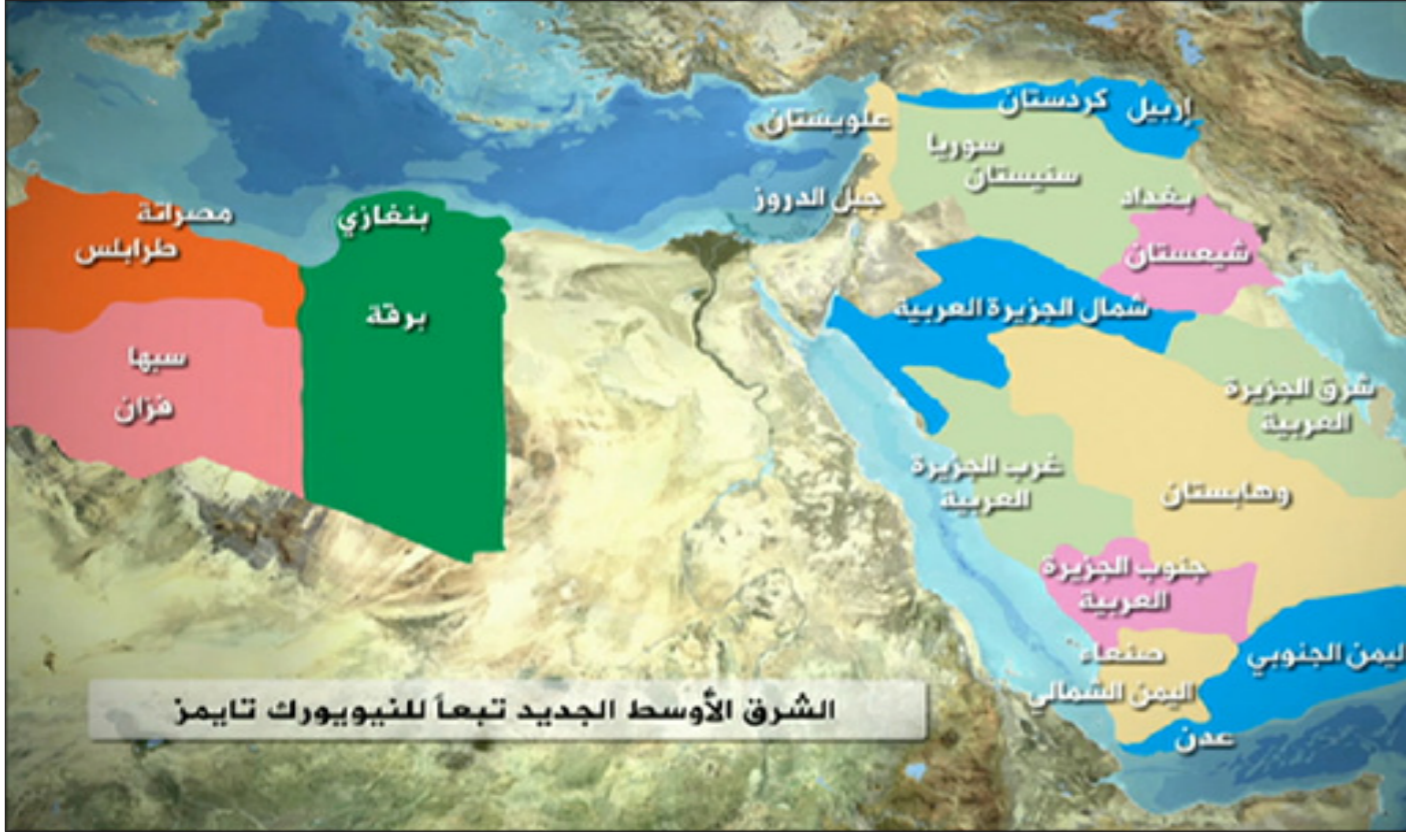 كردستان
إربيل
علويستان
سوريا
سنيستان
جبل الدروز
بغداد
شيعستان
مصراتة
طرابلس
بنغازي
برقة
سبها
فزان
شمال الجزيرة العربية
شرق الجزيرة
العربية
غرب الجزيرة
العربية
وهابستان
جنوب الجزيرة
العربية
صنعاء
اليمن الشمالي
ليمن الجنوبي
عدن
الشرق الأوسط الجديد تبعاً للنيويورك تايمز